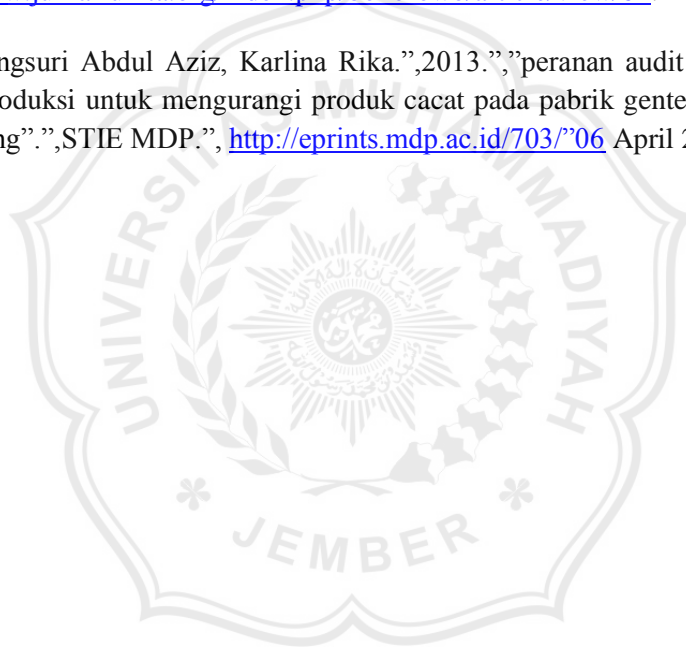 ngsuri Abdul Aziz, Karlina Rika.”,2013.”,”peranan audit
oduksi untuk mengurangi produk cacat pada pabrik gente
ng”.”,STIE MDP.”, http://eprints.mdp.ac.id/703/”06 April 2
UNIVERSITAS MUHAMMADIYAH
JEMBER